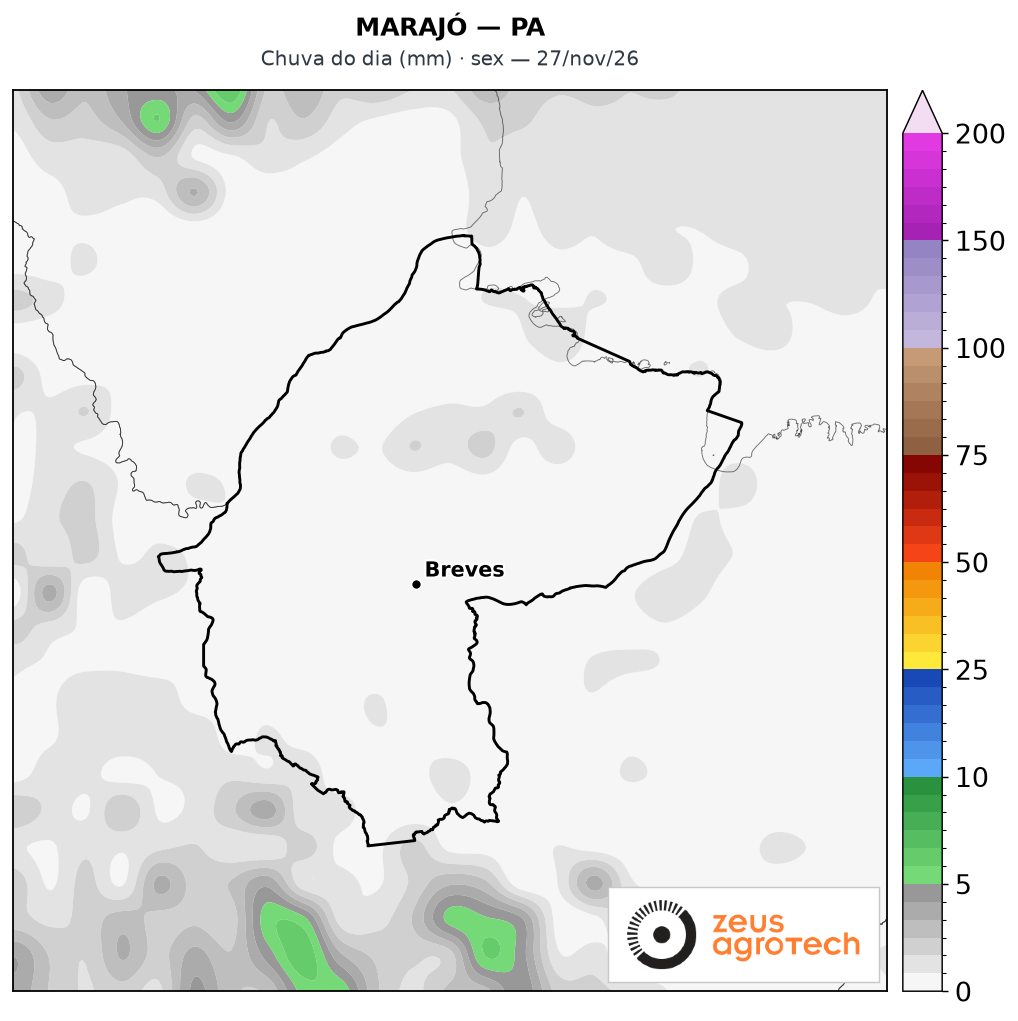 MARAJÓ — PA
Chuva do dia (mm) · sex — 27/nov/26
200
150
100
75
50
25
10
5
0
Breves
zeus
agrotech